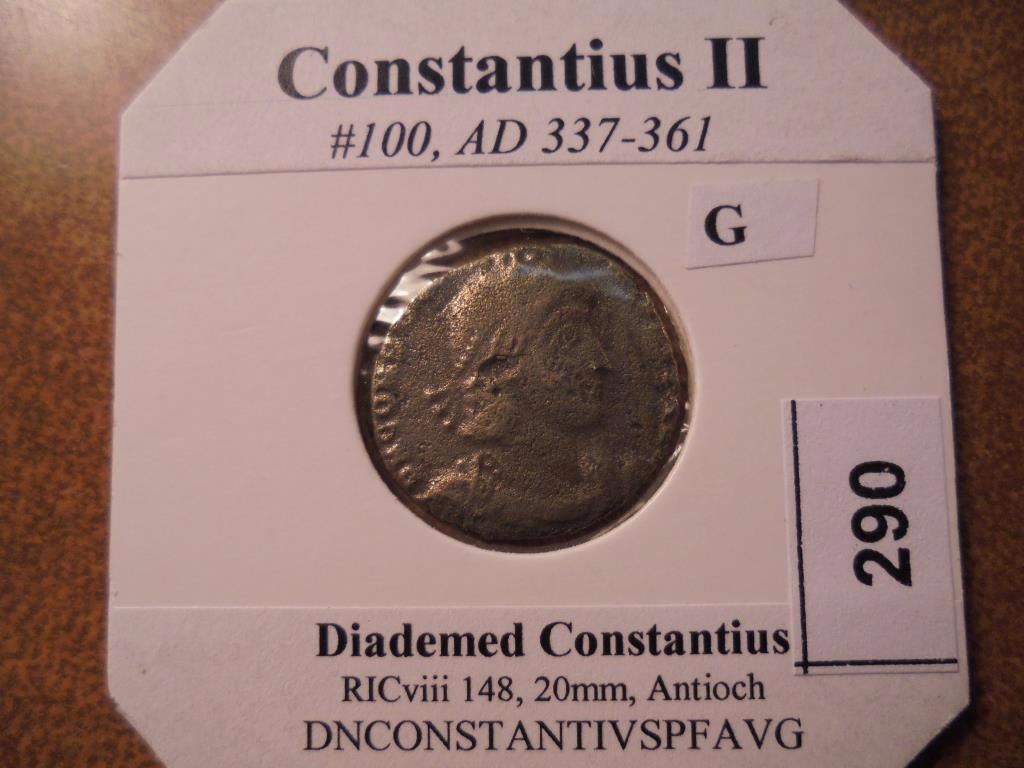 Constantius II
#100, AD 337-361
G
290
Diademed Constantius
RICviii 148, 20mm, Antioch
DNCONSTANTIVSPFAVG